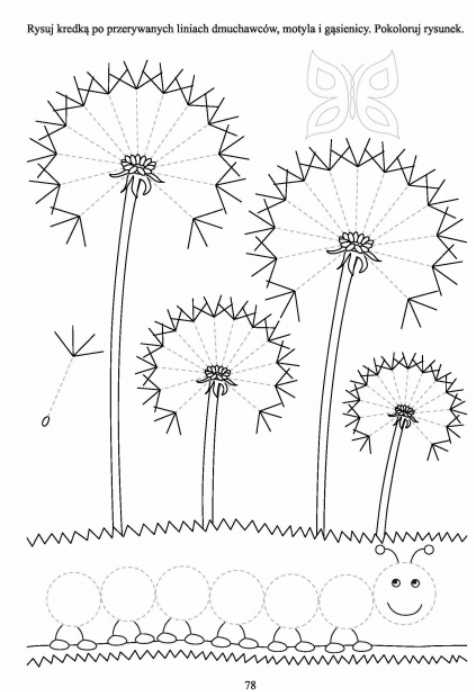 Rysuj kredką po przerywanych liniach dmuchawców, motyla i gąsienicy. Pokoloruj rysunek.
78